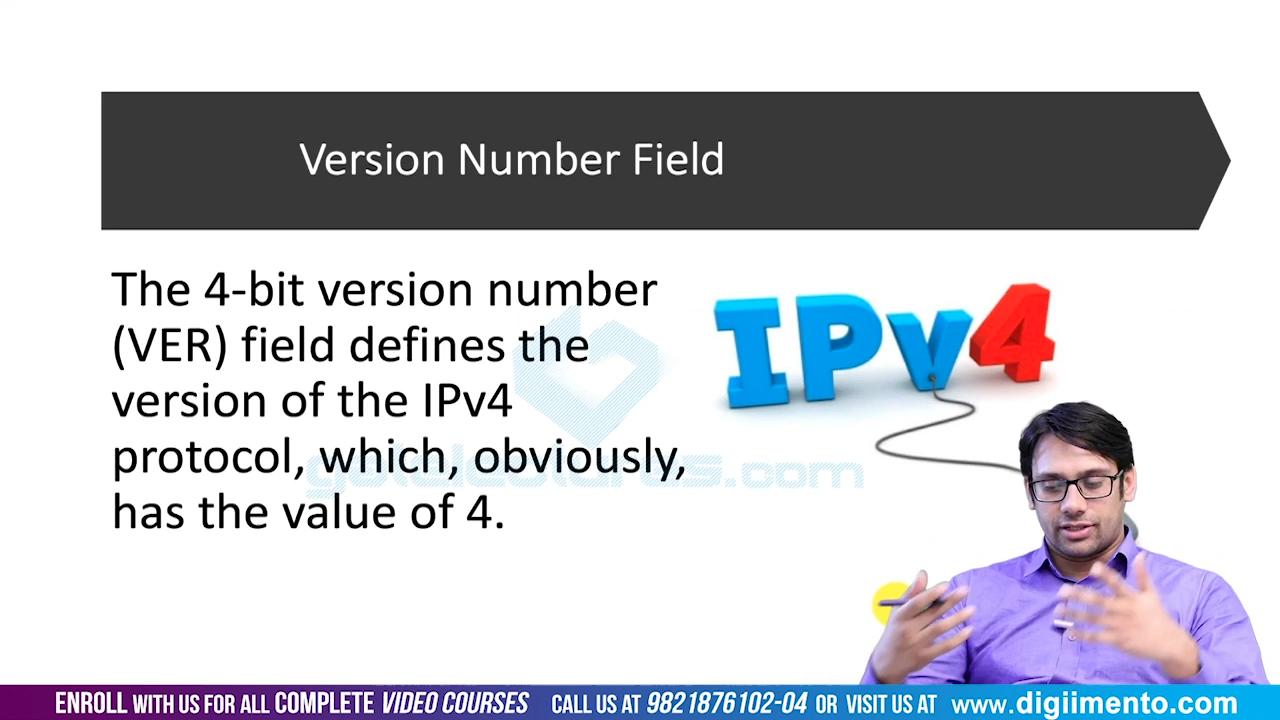 Version Number Field
The 4-bit version number
(VER) field defines the
version of the IPv4
protocol, which, obviously,
has the value of 4.
IPv4
ENROLL WITH US FOR ALL COMPLETE VIDEO COURSES CALL US AT 9821876102-04 OR VISIT US AT www.digiimento.com